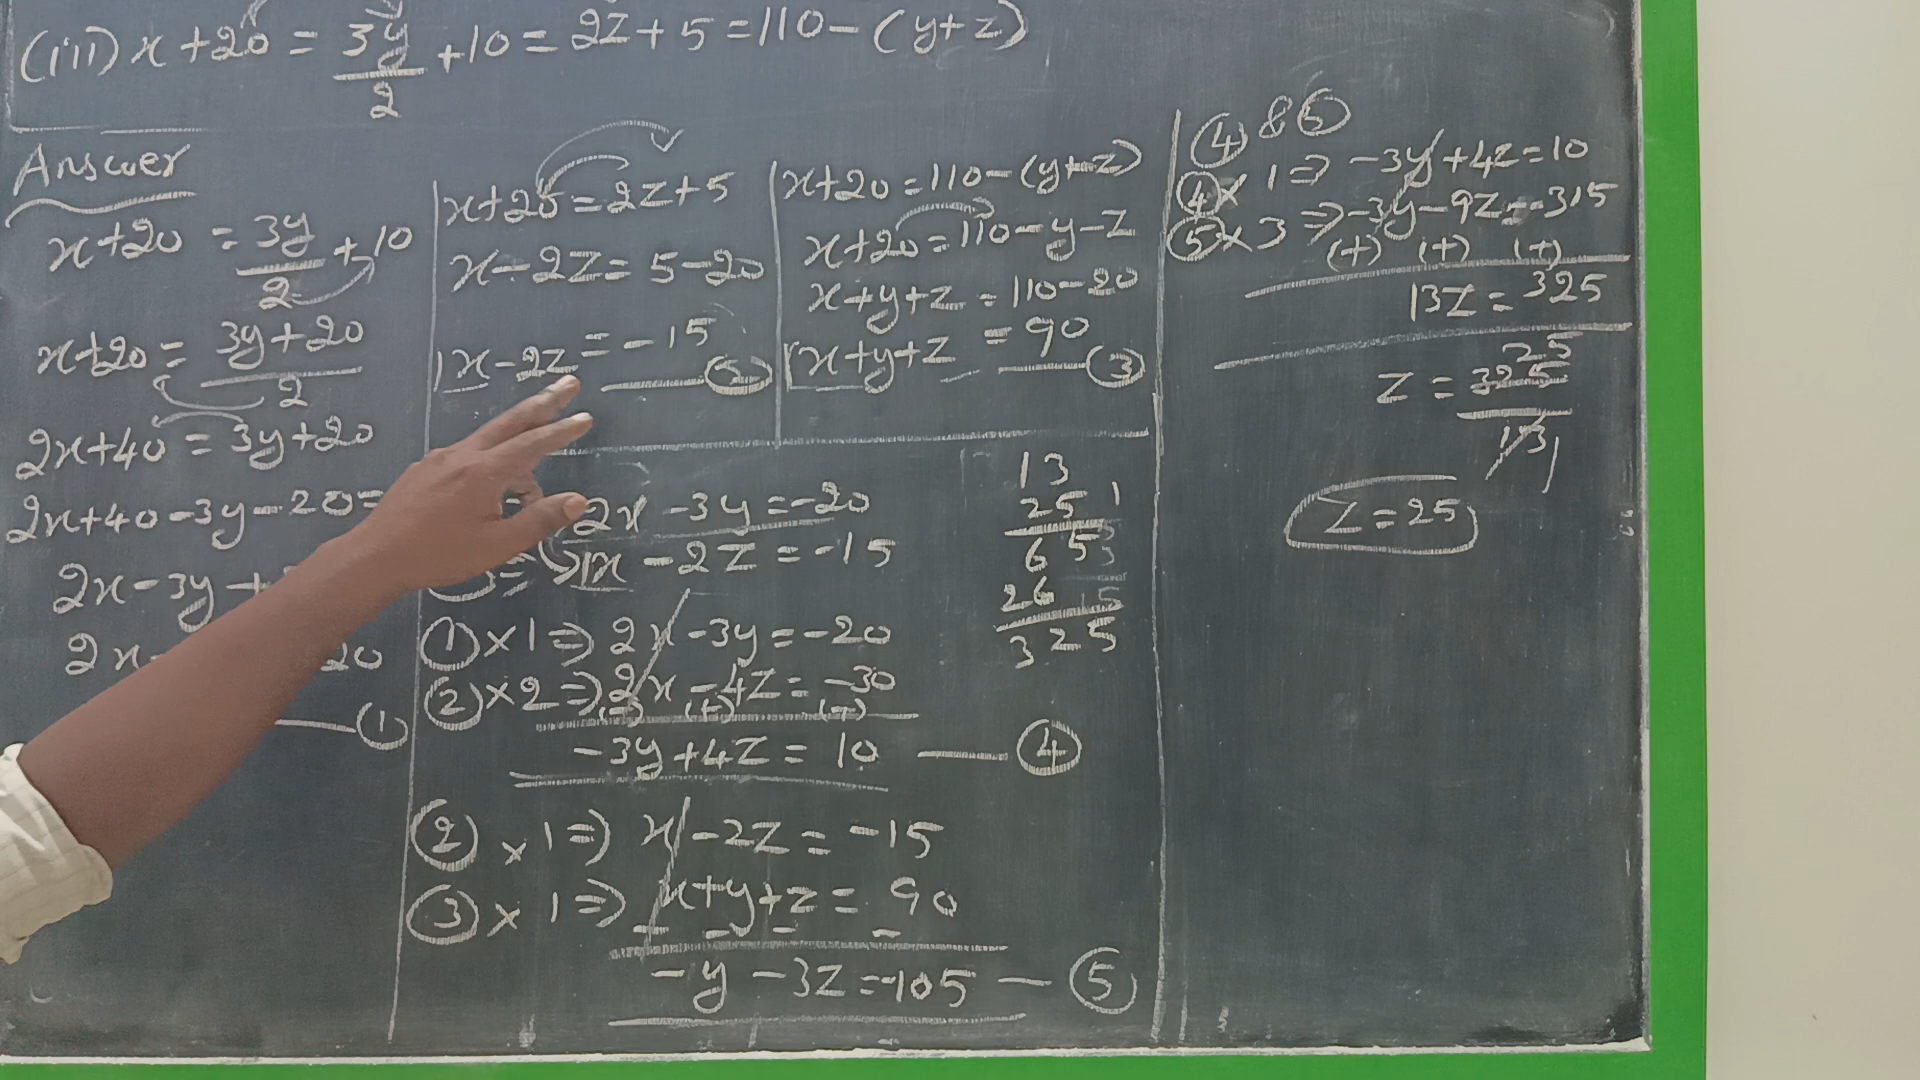 (iii) x+20 = 3y/2 +10 = 2z+5 = 110-(y+z)
Answer
x+20 = 3y/2 + 10
x+20 = 3y+20/2
2x+40 = 3y+20
2x+40-3y-20=
2x-3y+
2x- 20
①
x+20=2z+5
x-2z=5-20
x-2z=-15 ②
x+20=110-(y+z)
x+20=110-y-z
x+y+z=110-20
x+y+z=90 ③
2x-3y=-20
1x-2z=-15
①×1⇒ 2x-3y=-20
②×2⇒ 2x-4z=-30
(-) (+) (+)
-3y+4z=10 ④
②×1⇒ x-2z=-15
③×1⇒ x+y+z=90
- - - -
-y-3z=-105 ⑤
13
25
65
26
325
④&⑤
④×1⇒ -3y+4z=10
⑤×3⇒ -3y-9z=-315
(+) (+) (+)
13z=325
25
z=325/13
1
z=25